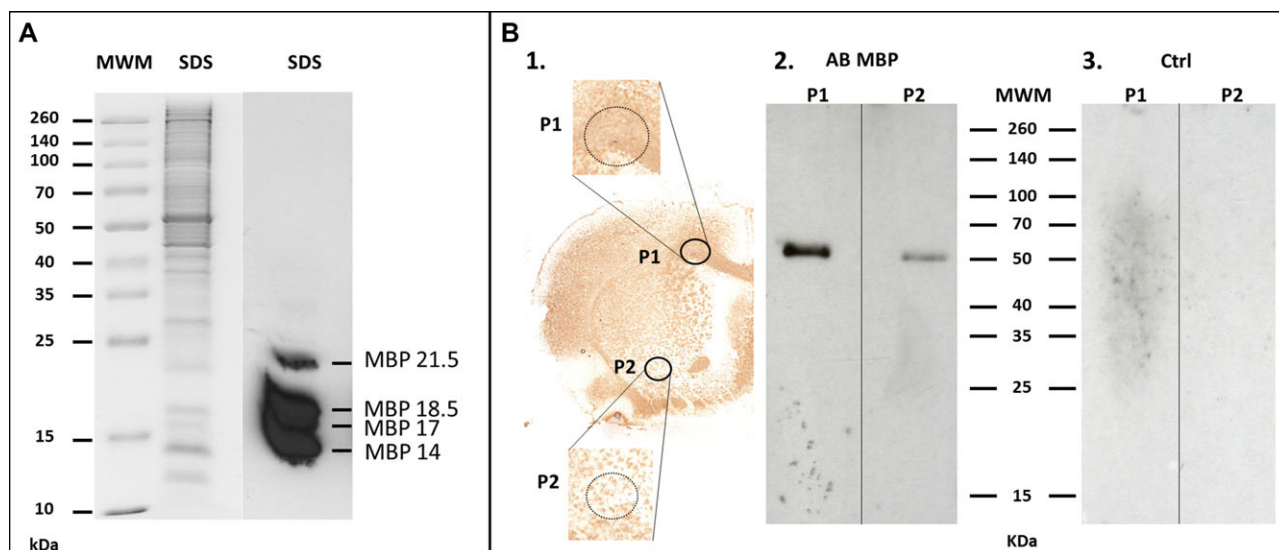 A
MWM SDS SDS
260
140
100
70
50
40
35
25
15
10
kDa
MBP 21.5
MBP 18.5
MBP 17
MBP 14
B
1.
P1
P1
P2
P2
2. AB MBP
P1 P2
MWM
260
140
100
70
50
40
35
25
15
KDa
3. Ctrl
P1 P2